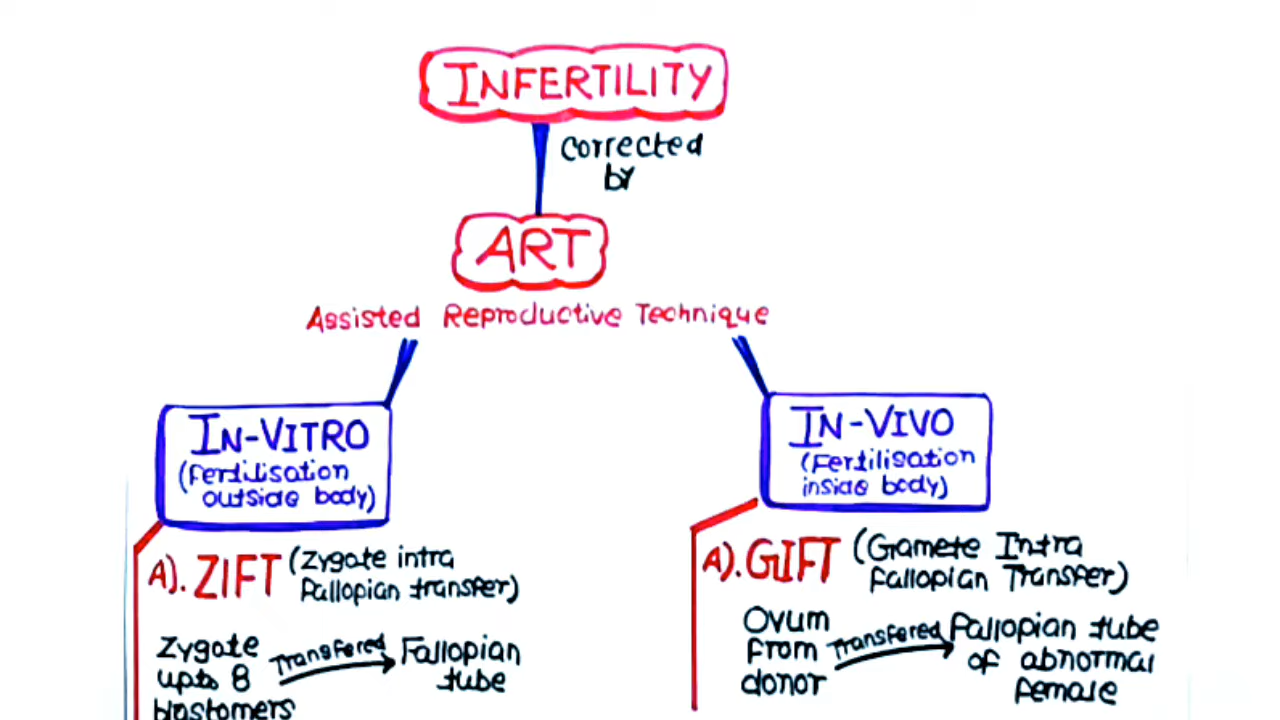 INFERTILITY
Corrected
by
ART
Assisted Reproductive Technique
IN-VITRO
(Fertilisation
outside body)
A). ZIFT (Zygote intra
Fallopian transfer)
Zygote
upto 8
blastomers
Transfered
Fallopian
tube
IN-VIVO
(Fertilisation
inside body)
A). GIFT (Gamete Intra
Fallopian Transfer)
Ovum
from
donor
Transfered
Fallopian tube
of abnormal
female